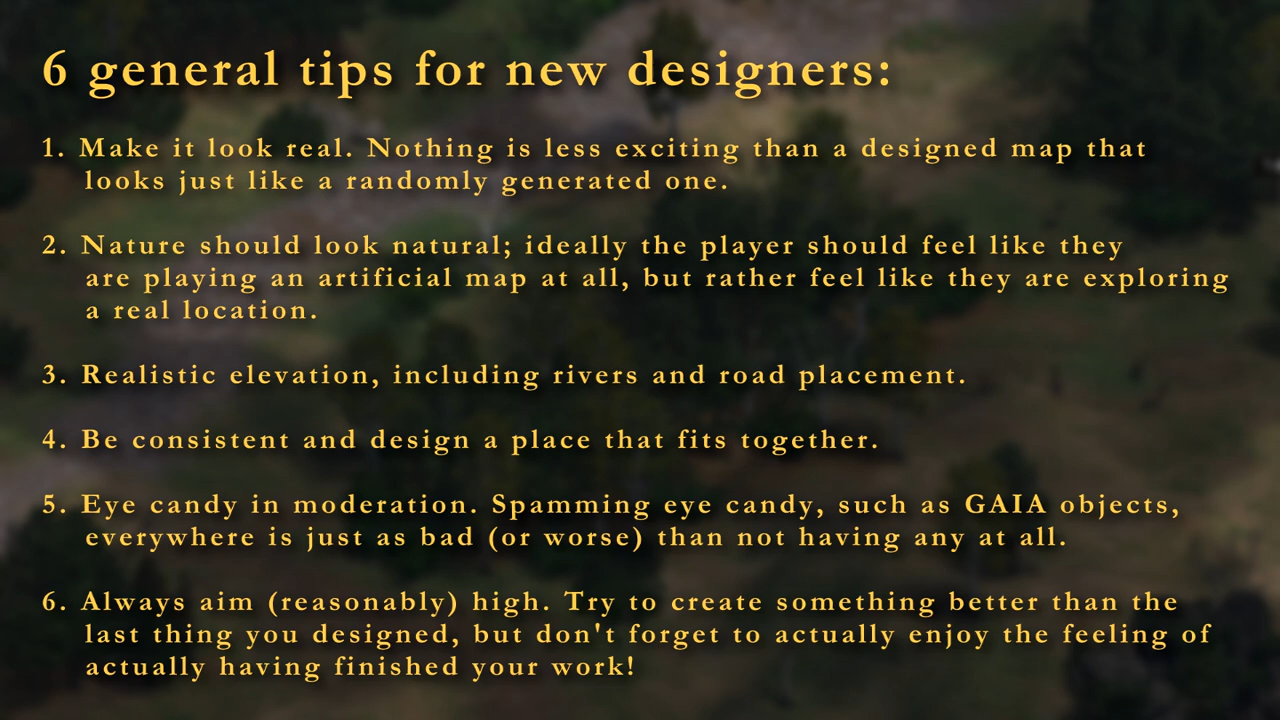 6 general tips for new designers:
1. Make it look real. Nothing is less exciting than a designed map that
looks just like a randomly generated one.
2. Nature should look natural; ideally the player should feel like they
are playing an artificial map at all, but rather feel like they are exploring
a real location.
3. Realistic elevation, including rivers and road placement.
4. Be consistent and design a place that fits together.
5. Eye candy in moderation. Spamming eye candy, such as GAIA objects,
everywhere is just as bad (or worse) than not having any at all.
6. Always aim (reasonably) high. Try to create something better than the
last thing you designed, but don't forget to actually enjoy the feeling of
actually having finished your work!